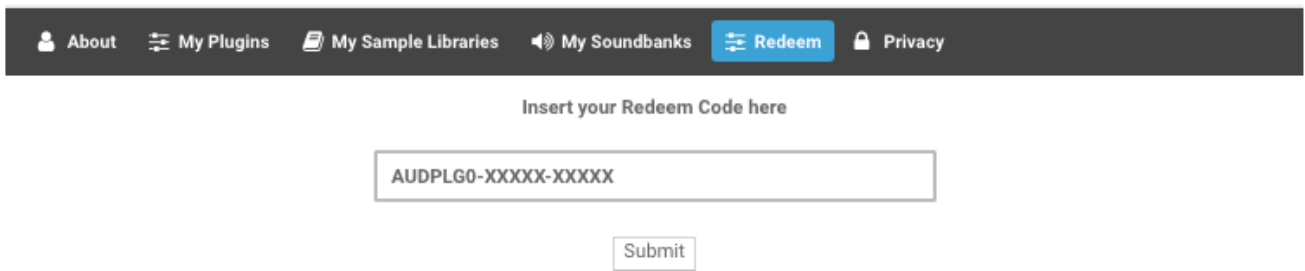 About My Plugins My Sample Libraries My Soundbanks Redeem Privacy
Insert your Redeem Code here
AUDPLG0-XXXXX-XXXXX
Submit